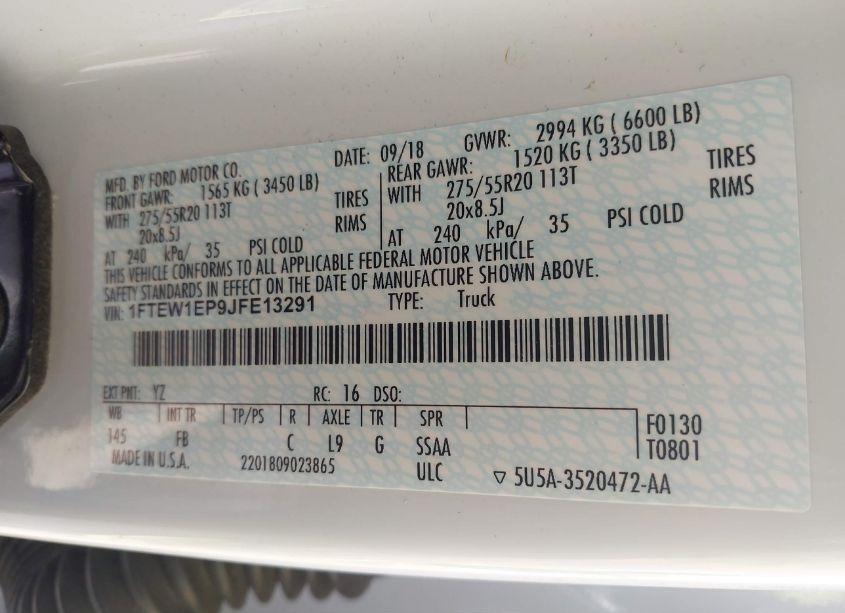 MFD. BY FORD MOTOR CO. DATE: 09/18 GVWR: 2994 KG ( 6600 LB)
FRONT GAWR: 1565 KG ( 3450 LB) REAR GAWR: 1520 KG ( 3350 LB)
WITH 275/55R20 113T TIRES WITH 275/55R20 113T TIRES
20x8.5J RIMS 20x8.5J RIMS
AT 240 kPa/ 35 PSI COLD AT 240 kPa/ 35 PSI COLD
THIS VEHICLE CONFORMS TO ALL APPLICABLE FEDERAL MOTOR VEHICLE
SAFETY STANDARDS IN EFFECT ON THE DATE OF MANUFACTURE SHOWN ABOVE.
VIN: 1FTEW1EP9JFE13291 TYPE: Truck
EXT PNT: YZ RC: 16 DSO:
WB INT TR TP/PS R AXLE TR SPR F0130
145 FB C L9 G SSAA T0801
MADE IN U.S.A. 2201809023865 ULC ▽ 5U5A-3520472-AA